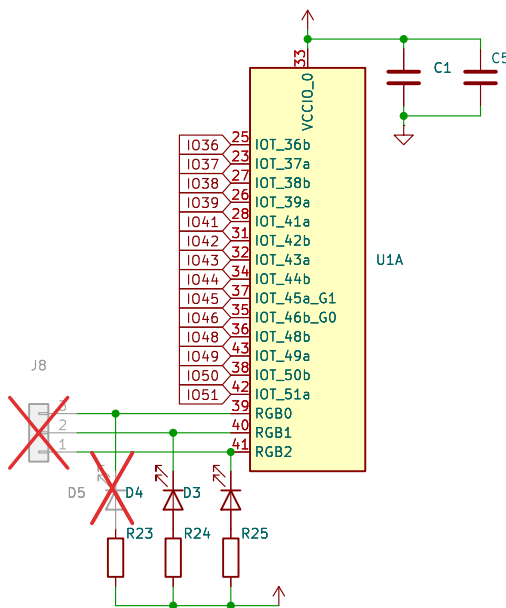 33
VCCIO_0
C1
C5
IO36 25 IOT_36b
IO37 23 IOT_37a
IO38 27 IOT_38b
IO39 26 IOT_39a
IO41 28 IOT_41a
IO42 31 IOT_42b
IO43 32 IOT_43a
U1A
IO44 34 IOT_44b
IO45 37 IOT_45a_G1
IO46 35 IOT_46b_G0
IO48 36 IOT_48b
IO49 43 IOT_49a
IO50 38 IOT_50b
IO51 42 IOT_51a
J8
3 39 RGB0
2 40 RGB1
1 41 RGB2
D5 D4 D3
R23 R24 R25